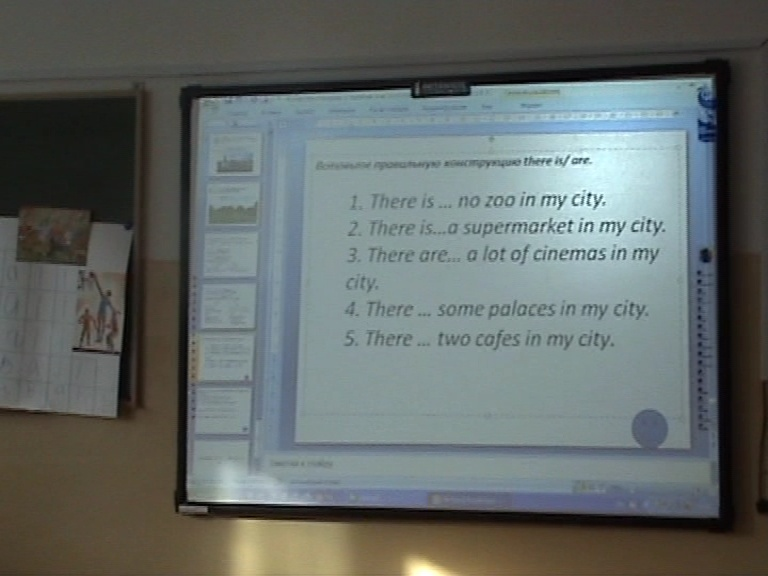 Вставьте правильную конструкцию there is/ are.
1. There is ... no zoo in my city.
2. There is...a supermarket in my city.
3. There are... a lot of cinemas in my
city.
4. There ... some palaces in my city.
5. There ... two cafes in my city.